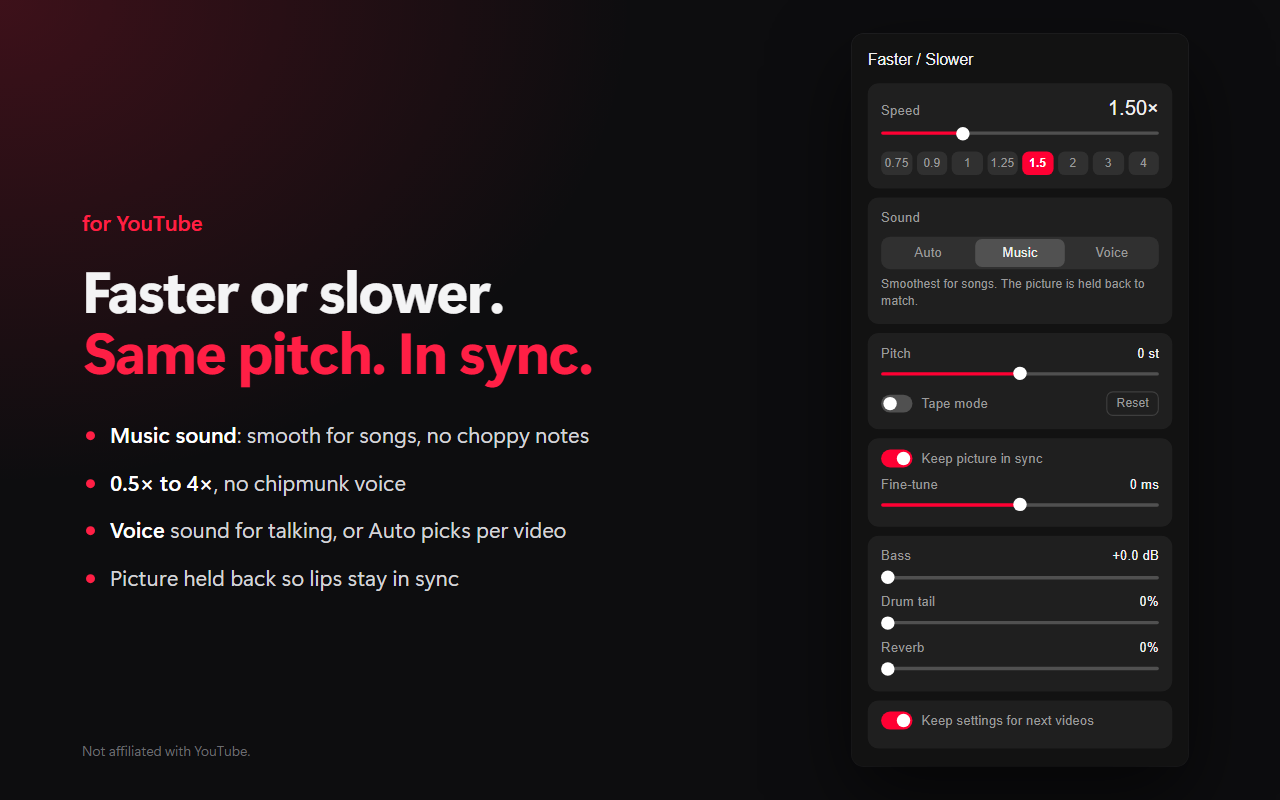 for YouTube
Faster or slower.
Same pitch. In sync.
Music sound: smooth for songs, no choppy notes
0.5× to 4×, no chipmunk voice
Voice sound for talking, or Auto picks per video
Picture held back so lips stay in sync
Not affiliated with YouTube.
Faster / Slower
Speed 1.50×
0.75 0.9 1 1.25 1.5 2 3 4
Sound
Auto Music Voice
Smoothest for songs. The picture is held back to
match.
Pitch 0 st
Tape mode Reset
Keep picture in sync
Fine-tune 0 ms
Bass +0.0 dB
Drum tail 0%
Reverb 0%
Keep settings for next videos